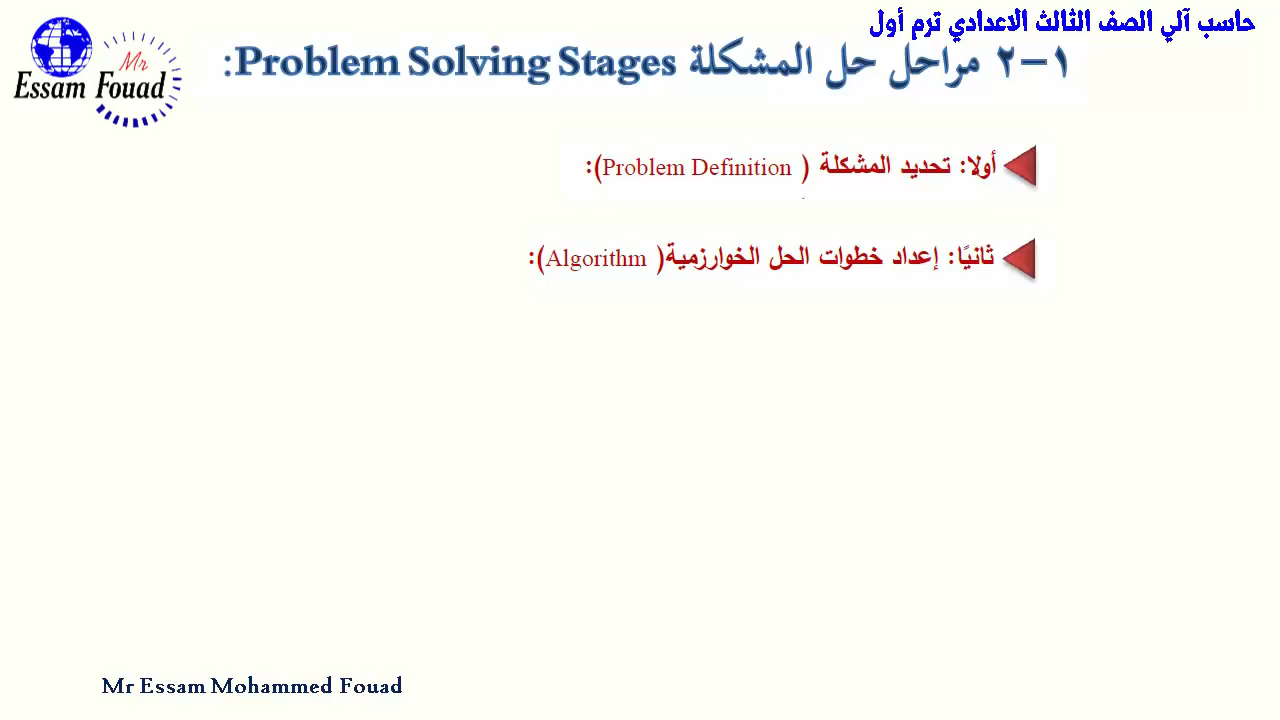 حاسب آلي الصف الثالث الاعدادي ترم أول
Mr
Essam Fouad
١-٢ مراحل حل المشكلة Problem Solving Stages:
أولا: تحديد المشكلة ( Problem Definition):
ثانيًا: إعداد خطوات الحل الخوارزمية( Algorithm):
Mr Essam Mohammed Fouad